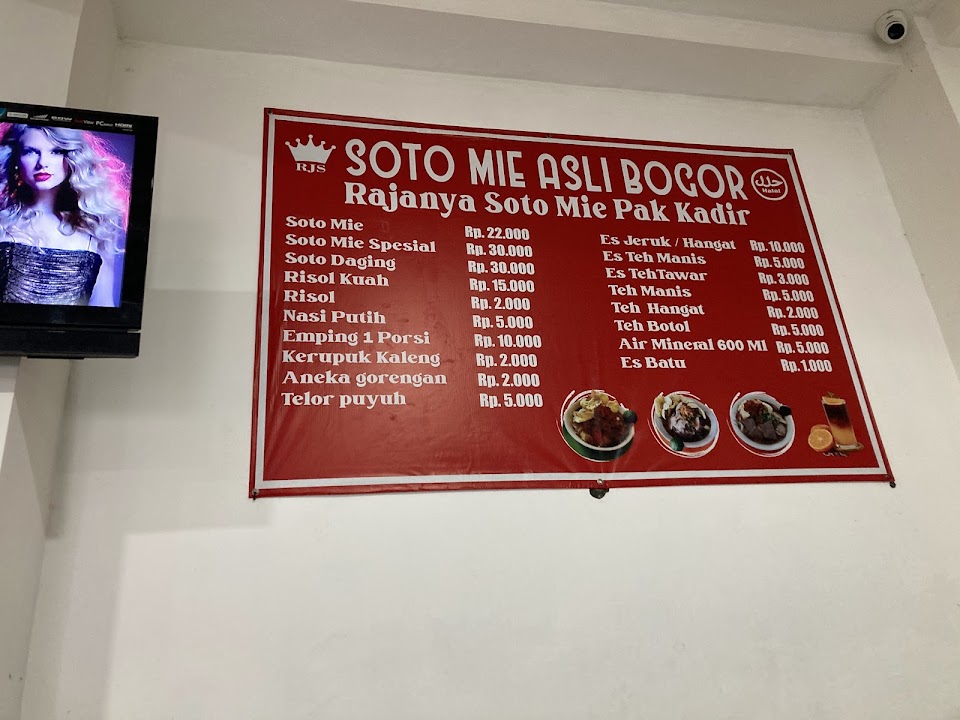 RJS
SOTO MIE ASLI BOGOR
حلال
Halal
Rajanya Soto Mie Pak Kadir
Soto Mie Rp. 22.000
Soto Mie Spesial Rp. 30.000
Soto Daging Rp. 30.000
Risol Kuah Rp. 15.000
Risol Rp. 2.000
Nasi Putih Rp. 5.000
Emping 1 Porsi Rp. 10.000
Kerupuk Kaleng Rp. 2.000
Aneka gorengan Rp. 2.000
Telor puyuh Rp. 5.000
Es Jeruk / Hangat Rp. 10.000
Es Teh Manis Rp. 5.000
Es TehTawar Rp. 3.000
Teh Manis Rp. 5.000
Teh Hangat Rp. 2.000
Teh Botol Rp. 5.000
Air Mineral 600 Ml Rp. 5.000
Es Batu Rp. 1.000
HDMI